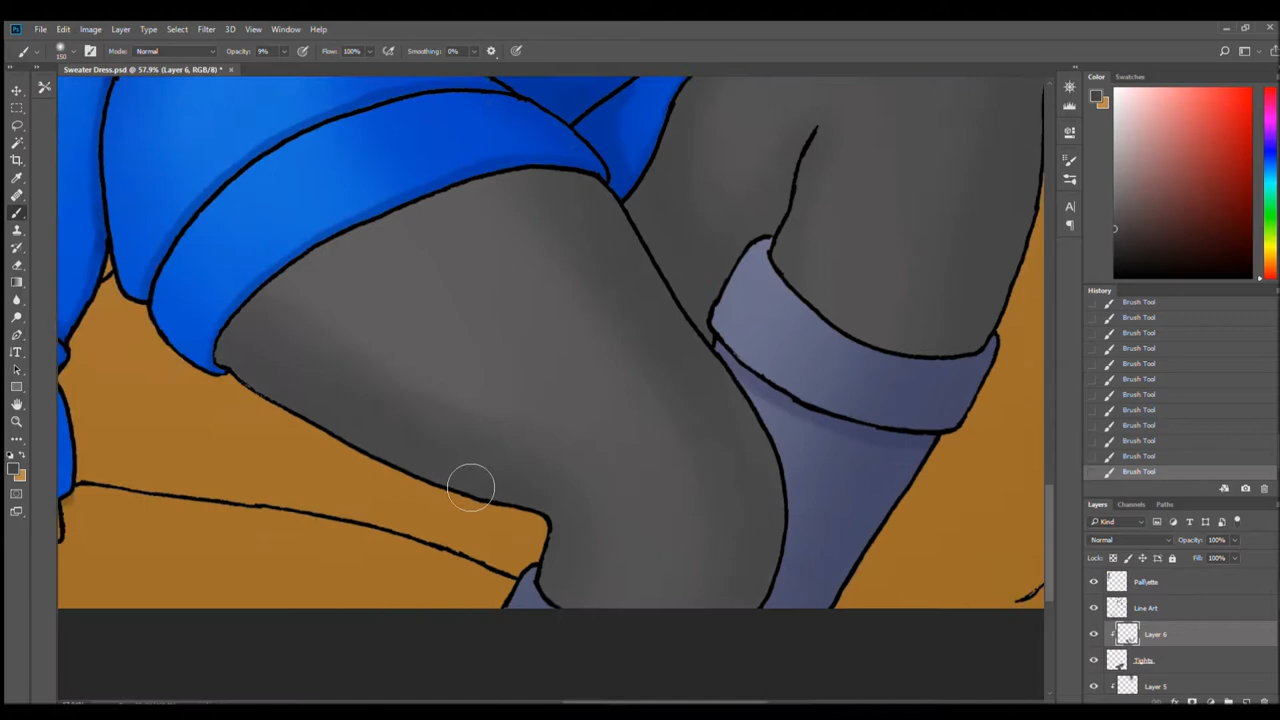 Ps File Edit Image Layer Type Select Filter 3D View Window Help
150 Mode: Normal Opacity: 9% Flow: 100% Smoothing: 0%
Sweater Dress.psd @ 57.9% (Layer 6, RGB/8) * ×
Color Swatches
History
Brush Tool
Brush Tool
Brush Tool
Brush Tool
Brush Tool
Brush Tool
Brush Tool
Brush Tool
Brush Tool
Brush Tool
Brush Tool
Brush Tool
Layers Channels Paths
Kind
Normal Opacity: 100%
Lock: Fill: 100%
Line Art
Layer 6
Tights
Layer 5